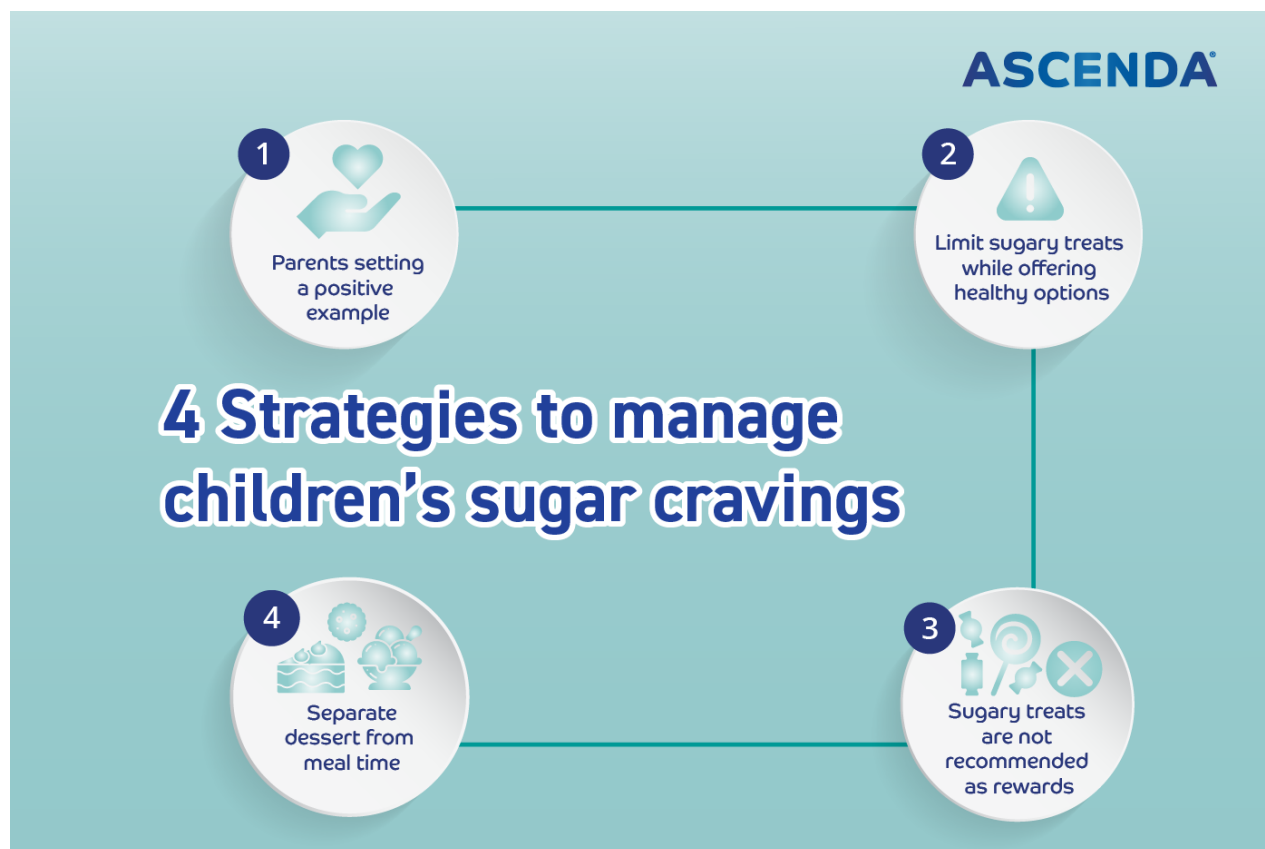 ASCENDA®
1
Parents setting
a positive
example
2
Limit sugary treats
while offering
healthy options
4 Strategies to manage
children's sugar cravings
3
Sugary treats
are not
recommended
as rewards
4
Separate
dessert from
meal time